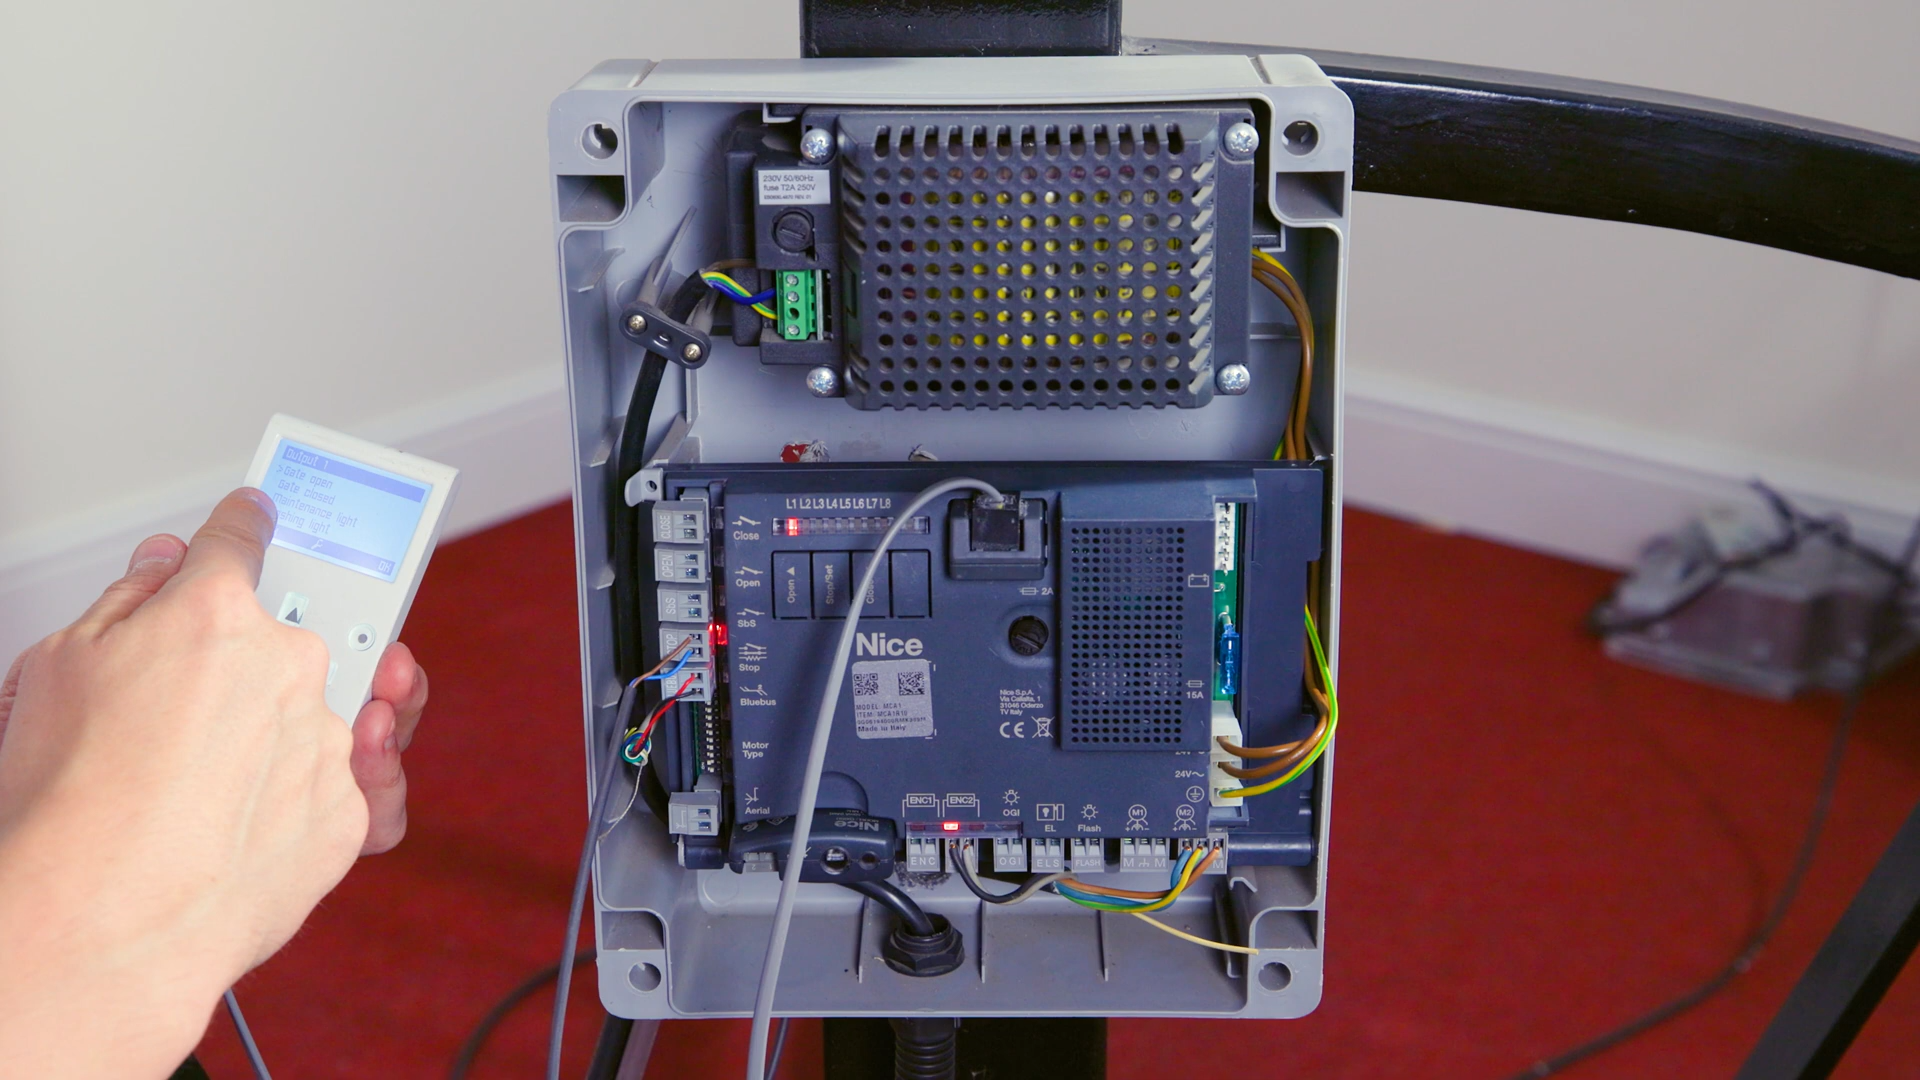 230V 50/60Hz
fuse T2A 250V
Output 1
>Gate open
Gate closed
Maintenance light
OK
L1 L2 L3 L4 L5 L6 L7 L8
CLOSE
Close
OPEN
Open
SbS
SbS
Stop
Bluebus
Motor
Type
Aerial
Open ▲
Stop/Set
2A
Nice
MODEL: MCA1
Made in Italy
Nice S.p.A.
Via Callalta, 1
31046 Oderzo
TV Italy
CE
15A
24V~
Nice
ENC1
ENC2
OGI
EL
Flash
M1
M2
ENC
OGI
ELS
FLASH
M
M
M